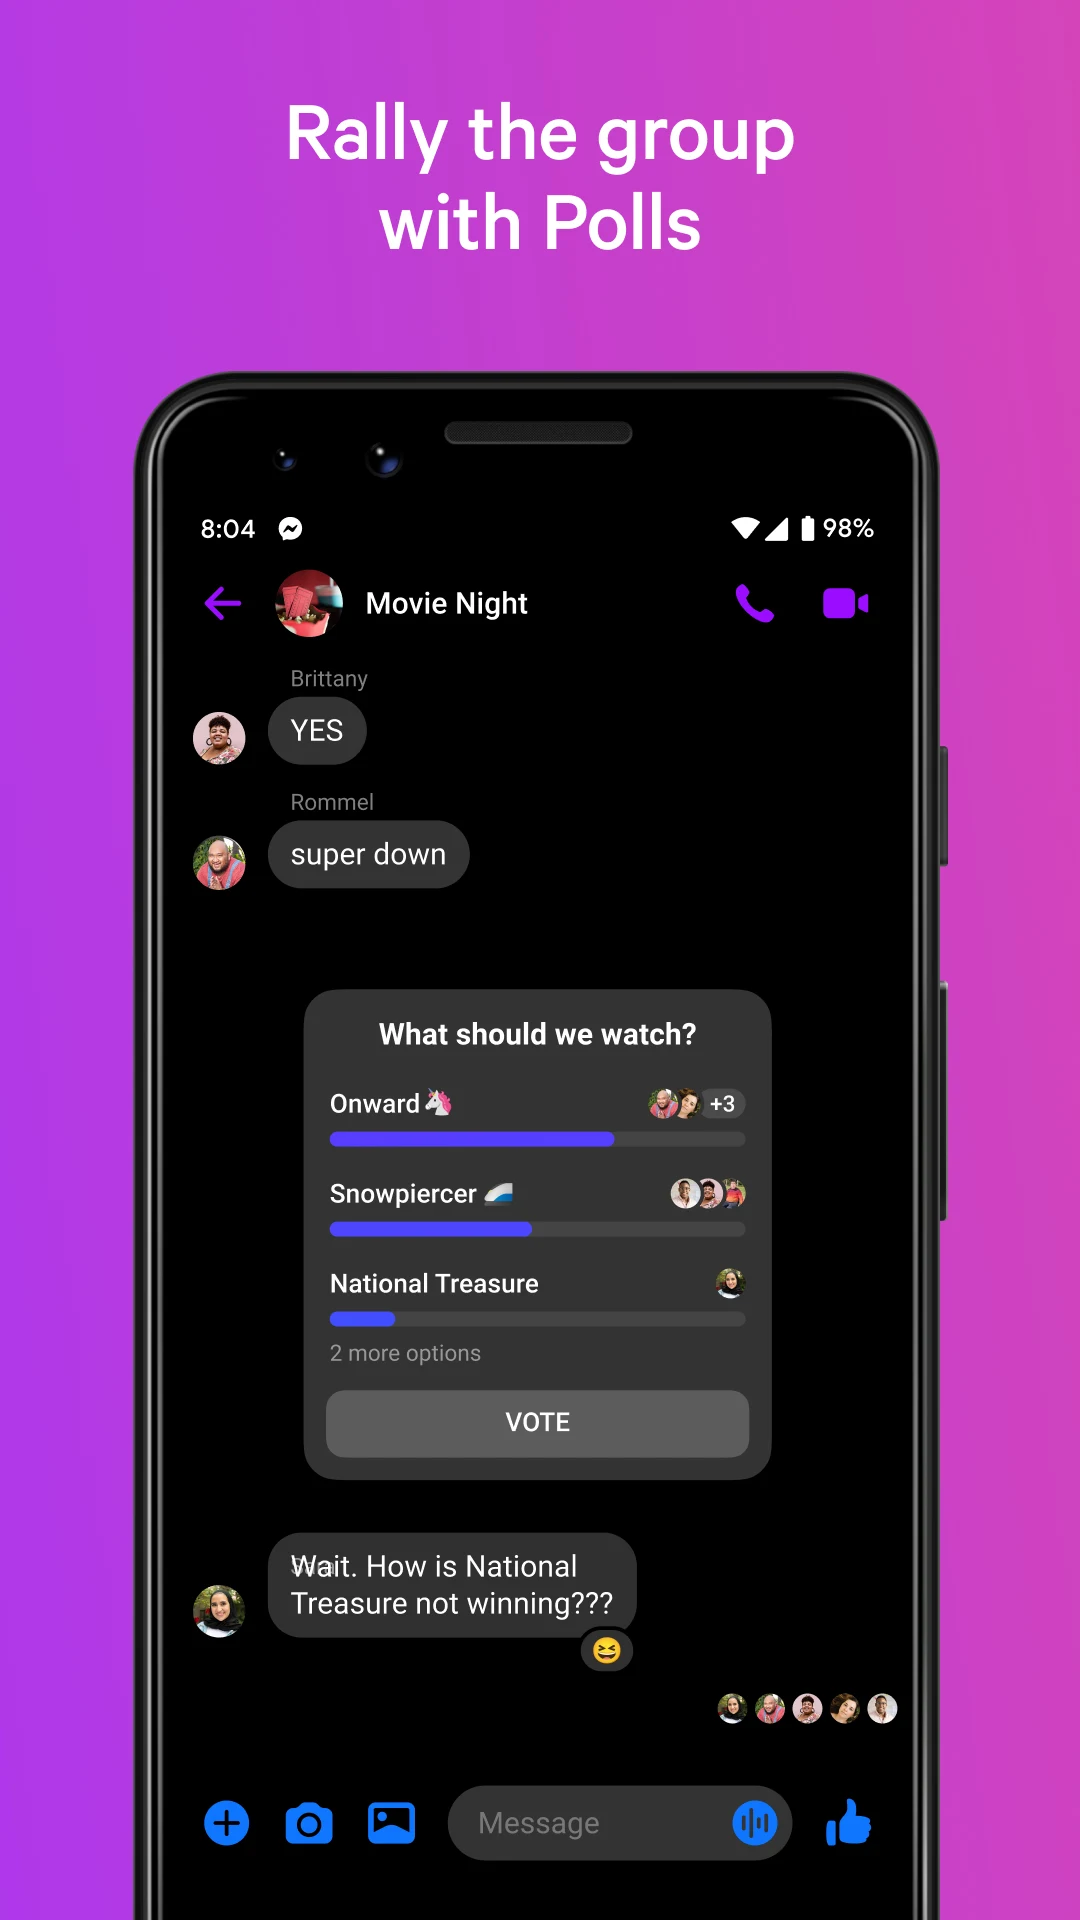 Rally the group
with Polls
8:04
98%
Movie Night
Brittany
YES
Rommel
super down
What should we watch?
Onward🦄
+3
Snowpiercer 🚄
National Treasure
2 more options
VOTE
Sara
Wait. How is National
Treasure not winning???
😆
Message